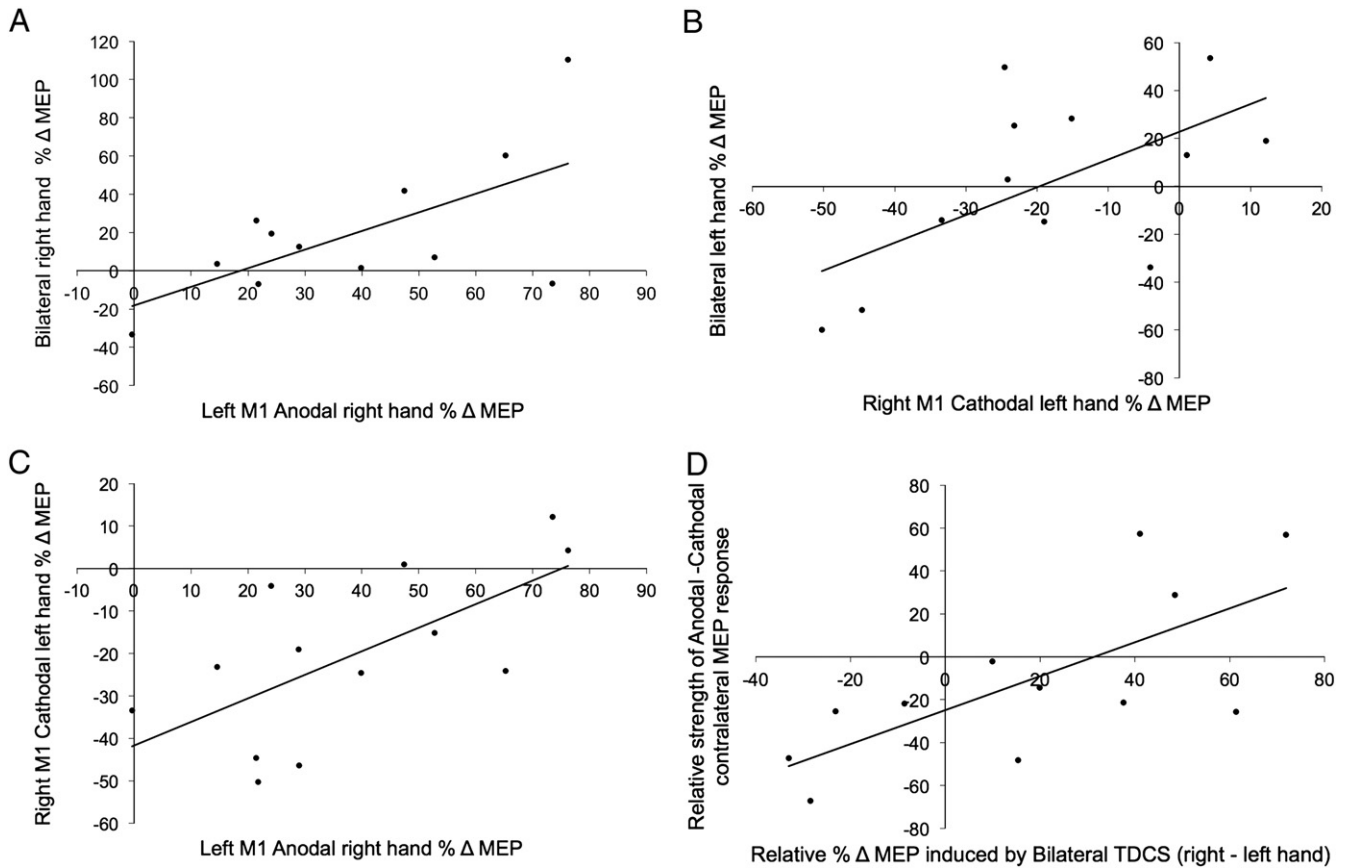 A
120
100
80
60
40
20
0
-20
-40
-60
-10 0 10 20 30 40 50 60 70 80 90
Bilateral right hand % Δ MEP
Left M1 Anodal right hand % Δ MEP
B
60
40
20
0
-20
-40
-60
-80
-60 -50 -40 -30 -20 -10 0 10 20
Bilateral left hand % Δ MEP
Right M1 Cathodal left hand % Δ MEP
C
20
10
0
-10
-20
-30
-40
-50
-60
-10 0 10 20 30 40 50 60 70 80 90
Right M1 Cathodal left hand % Δ MEP
Left M1 Anodal right hand % Δ MEP
D
80
60
40
20
0
-20
-40
-60
-80
-40 -20 0 20 40 60 80
Relative strength of Anodal -Cathodal
contralateral MEP response
Relative % Δ MEP induced by Bilateral TDCS (right - left hand)